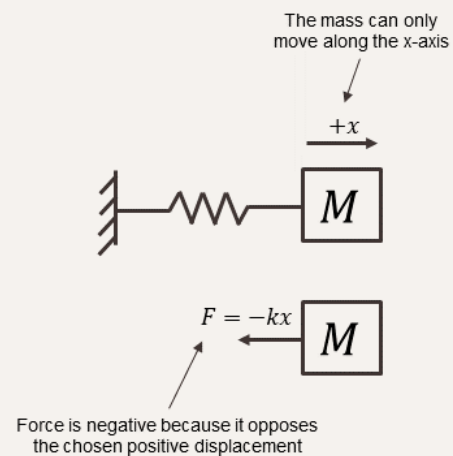 The mass can only
move along the x-axis
+x
M
F = −kx
M
Force is negative because it opposes
the chosen positive displacement